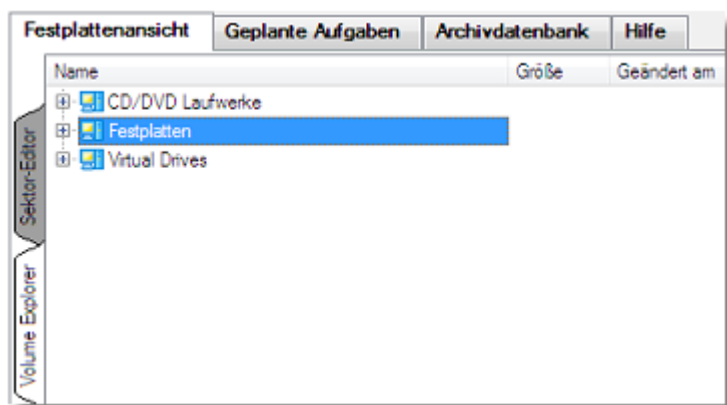 Festplattenansicht Geplante Aufgaben Archivdatenbank Hilfe
Name Größe Geändert am
CD/DVD Laufwerke
Festplatten
Virtual Drives
Sektor-Editor
Volume Explorer